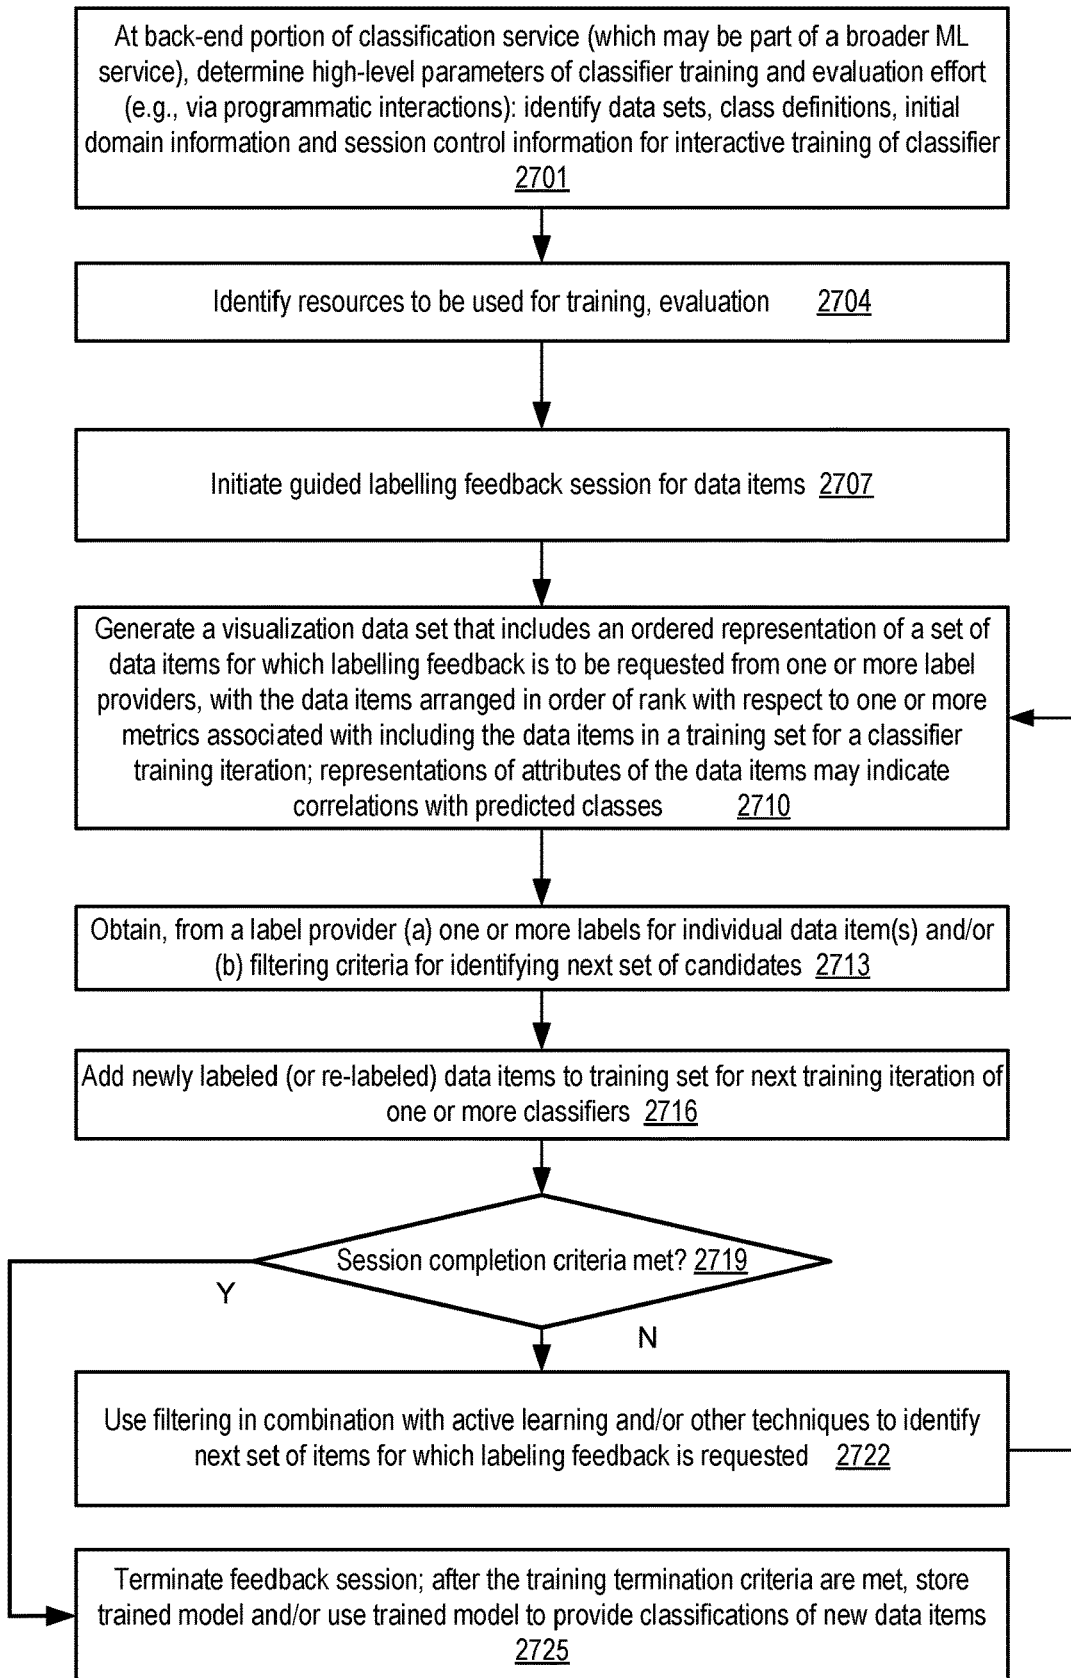 At back-end portion of classification service (which may be part of a broader ML
service), determine high-level parameters of classifier training and evaluation effort
(e.g., via programmatic interactions): identify data sets, class definitions, initial
domain information and session control information for interactive training of classifier
2701
Identify resources to be used for training, evaluation 2704
Initiate guided labelling feedback session for data items 2707
Generate a visualization data set that includes an ordered representation of a set of
data items for which labelling feedback is to be requested from one or more label
providers, with the data items arranged in order of rank with respect to one or more
metrics associated with including the data items in a training set for a classifier
training iteration; representations of attributes of the data items may indicate
correlations with predicted classes 2710
Obtain, from a label provider (a) one or more labels for individual data item(s) and/or
(b) filtering criteria for identifying next set of candidates 2713
Add newly labeled (or re-labeled) data items to training set for next training iteration of
one or more classifiers 2716
Session completion criteria met? 2719
Y
N
Use filtering in combination with active learning and/or other techniques to identify
next set of items for which labeling feedback is requested 2722
Terminate feedback session; after the training termination criteria are met, store
trained model and/or use trained model to provide classifications of new data items
2725